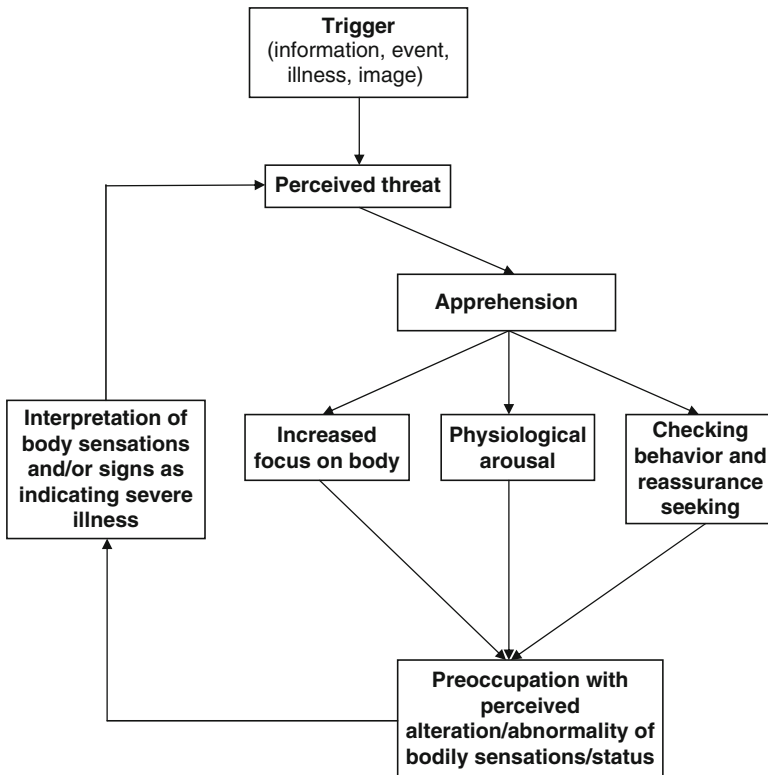 Trigger
(information, event,
illness, image)
Perceived threat
Apprehension
Interpretation of
body sensations
and/or signs as
indicating severe
illness
Increased
focus on body
Physiological
arousal
Checking
behavior and
reassurance
seeking
Preoccupation with
perceived
alteration/abnormality of
bodily sensations/status